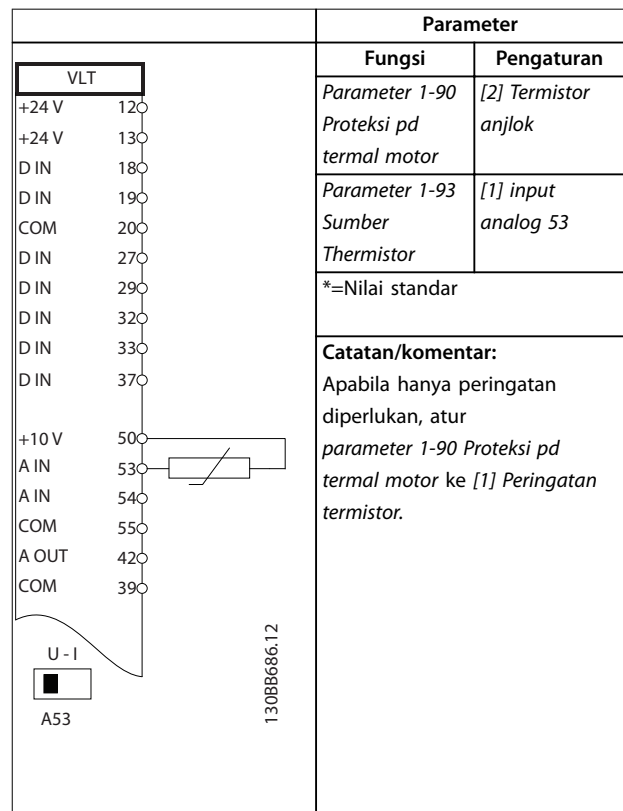 Parameter
Fungsi Pengaturan
VLT
+24 V 12
+24 V 13
D IN 18
D IN 19
COM 20
D IN 27
D IN 29
D IN 32
D IN 33
D IN 37
+10 V 50
A IN 53
A IN 54
COM 55
A OUT 42
COM 39
U - I
A53
130BB686.12
Parameter 1-90 [2] Termistor
Proteksi pd anjlok
termal motor
Parameter 1-93 [1] input
Sumber analog 53
Thermistor
*=Nilai standar
Catatan/komentar:
Apabila hanya peringatan
diperlukan, atur
parameter 1-90 Proteksi pd
termal motor ke [1] Peringatan
termistor.